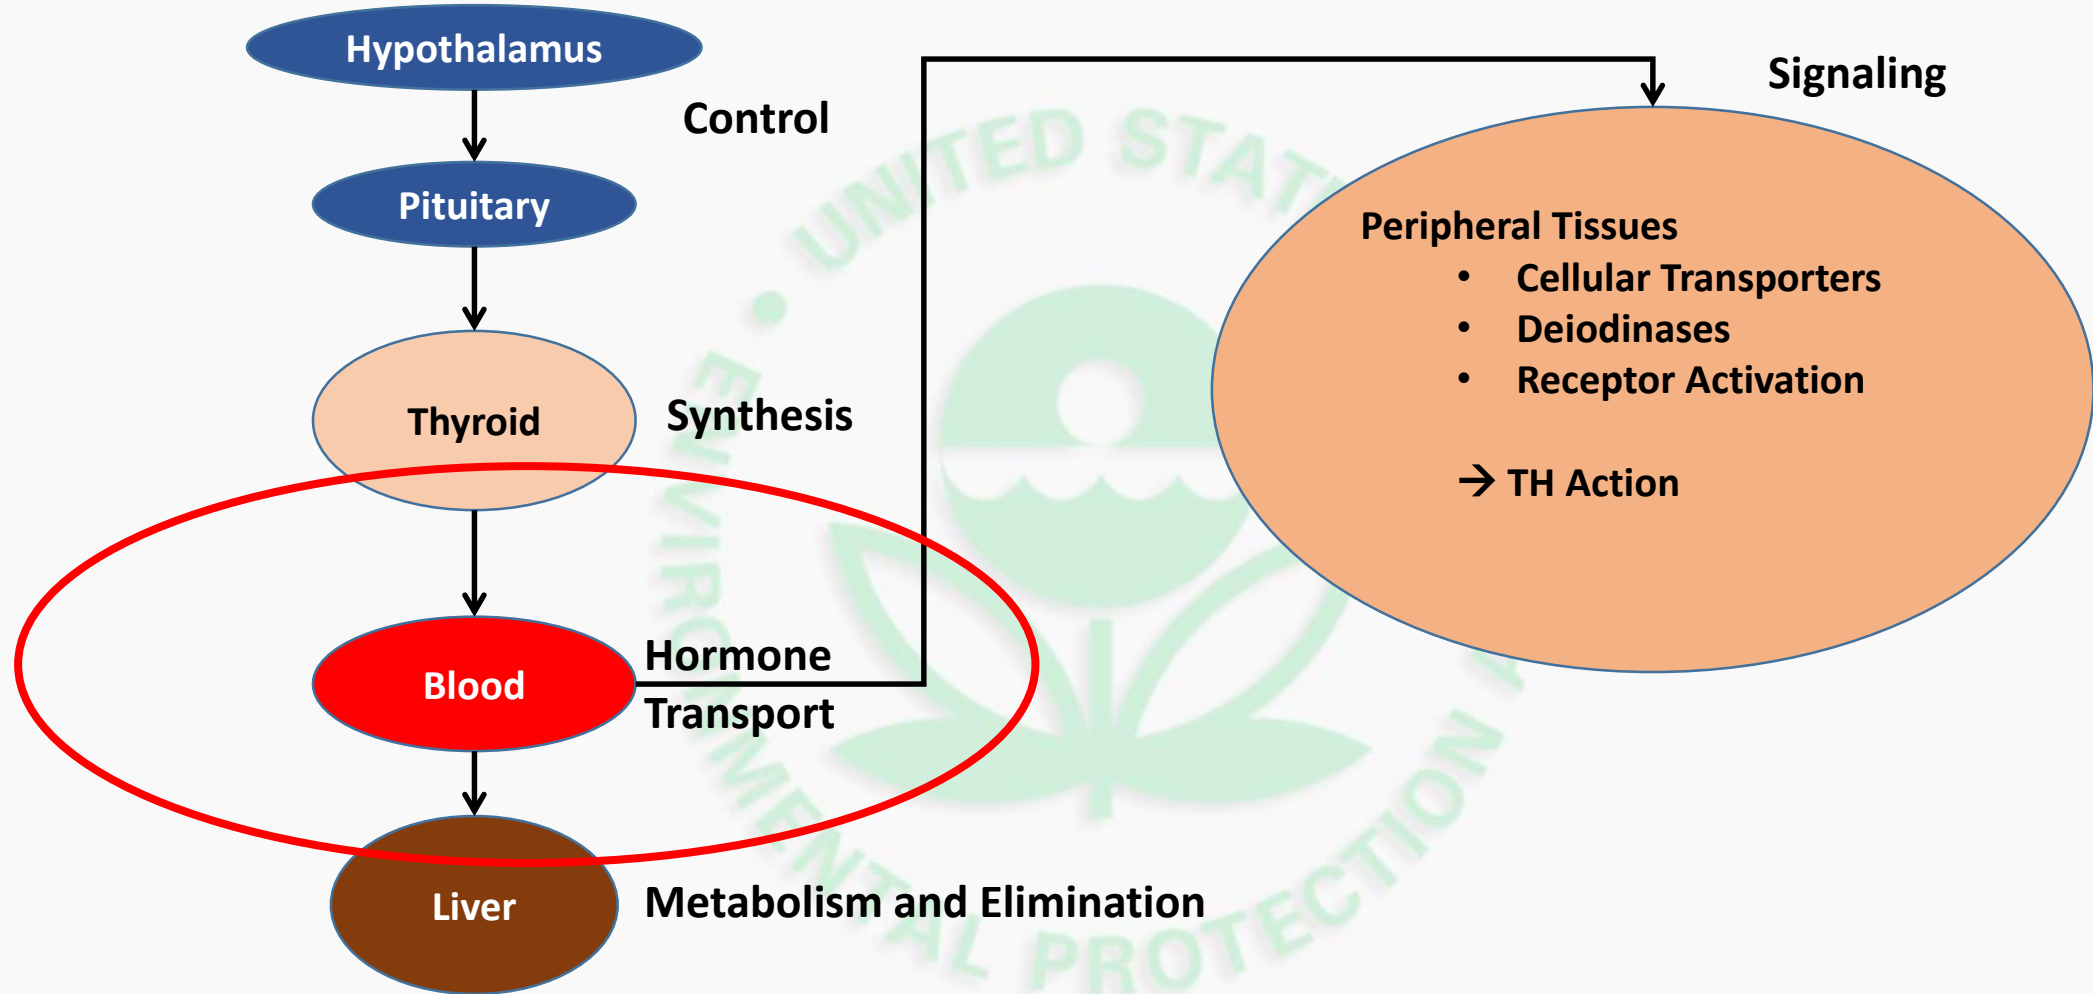 Hypothalamus
Control
Pituitary
Thyroid
Synthesis
Blood
Hormone
Transport
Liver
Metabolism and Elimination
Signaling
Peripheral Tissues
• Cellular Transporters
• Deiodinases
• Receptor Activation
→ TH Action
• UNITED STAT
ENVIRONMENTAL PROTECTION A